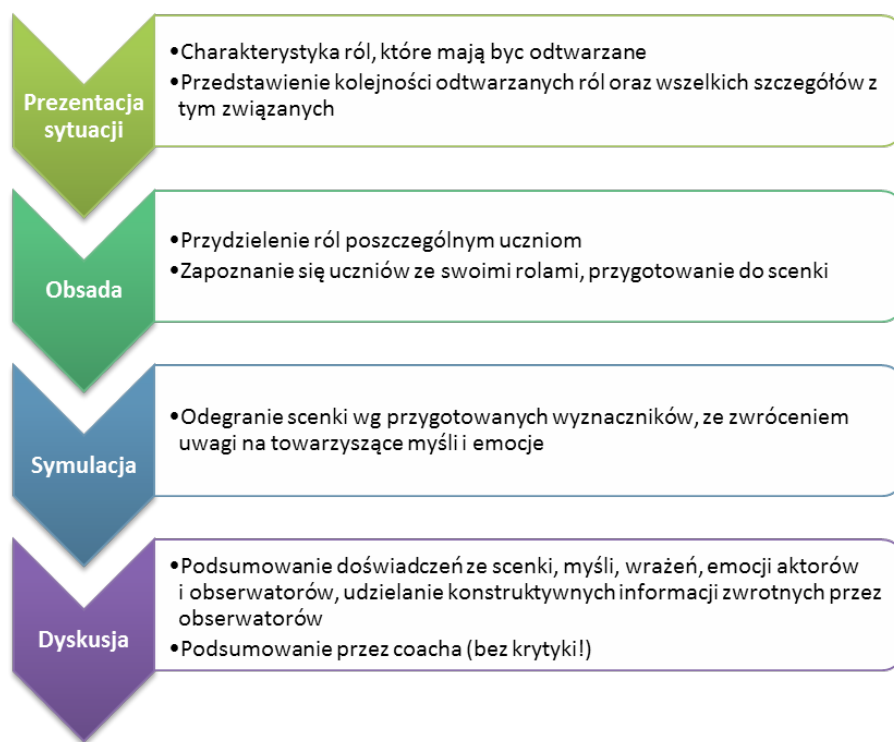 Prezentacja
sytuacji
•Charakterystyka ról, które mają byc odtwarzane
•Przedstawienie kolejności odtwarzanych ról oraz wszelkich szczegółów z
tym związanych
Obsada
•Przydzielenie ról poszczególnym uczniom
•Zapoznanie się uczniów ze swoimi rolami, przygotowanie do scenki
Symulacja
•Odegranie scenki wg przygotowanych wyznaczników, ze zwróceniem
uwagi na towarzyszące myśli i emocje
Dyskusja
•Podsumowanie doświadczeń ze scenki, myśli, wrażeń, emocji aktorów
i obserwatorów, udzielanie konstruktywnych informacji zwrotnych przez
obserwatorów
•Podsumowanie przez coacha (bez krytyki!)